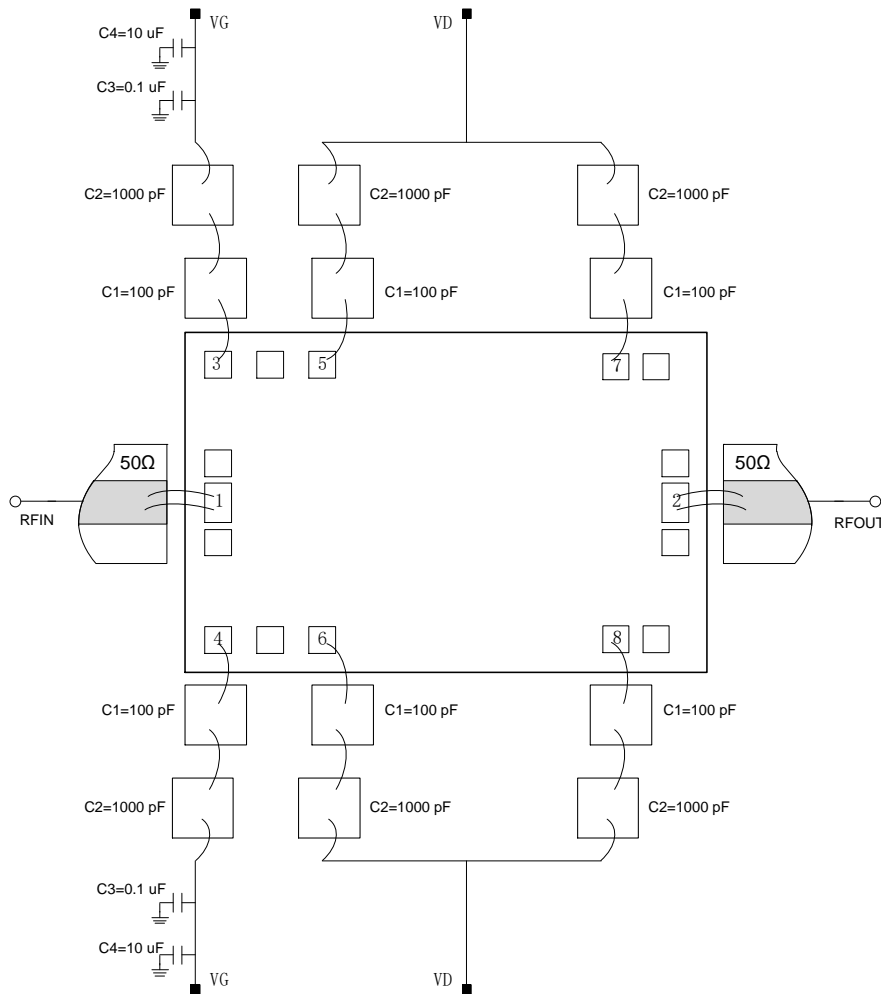 VG
VD
C4=10 uF
C3=0.1 uF
C2=1000 pF
C2=1000 pF
C2=1000 pF
C1=100 pF
C1=100 pF
C1=100 pF
3
5
7
50Ω
50Ω
1
2
RFIN
RFOUT
4
6
8
C1=100 pF
C1=100 pF
C1=100 pF
C2=1000 pF
C2=1000 pF
C2=1000 pF
C3=0.1 uF
C4=10 uF
VG
VD